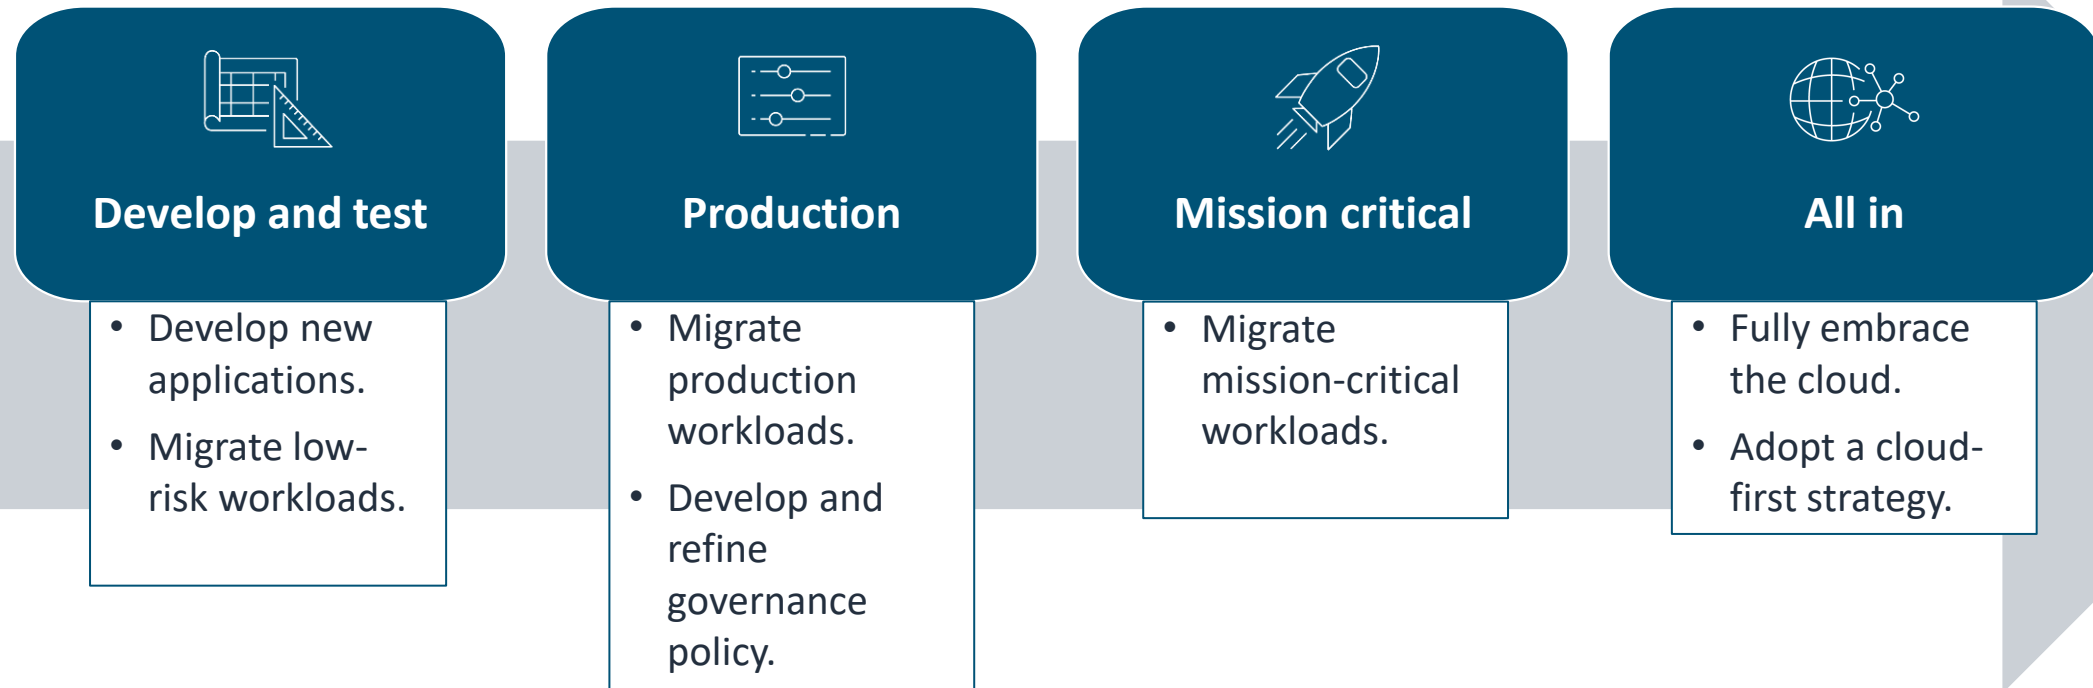 Develop and test
• Develop new
applications.
• Migrate low-
risk workloads.
Production
• Migrate
production
workloads.
• Develop and
refine
governance
policy.
Mission critical
• Migrate
mission-critical
workloads.
All in
• Fully embrace
the cloud.
• Adopt a cloud-
first strategy.